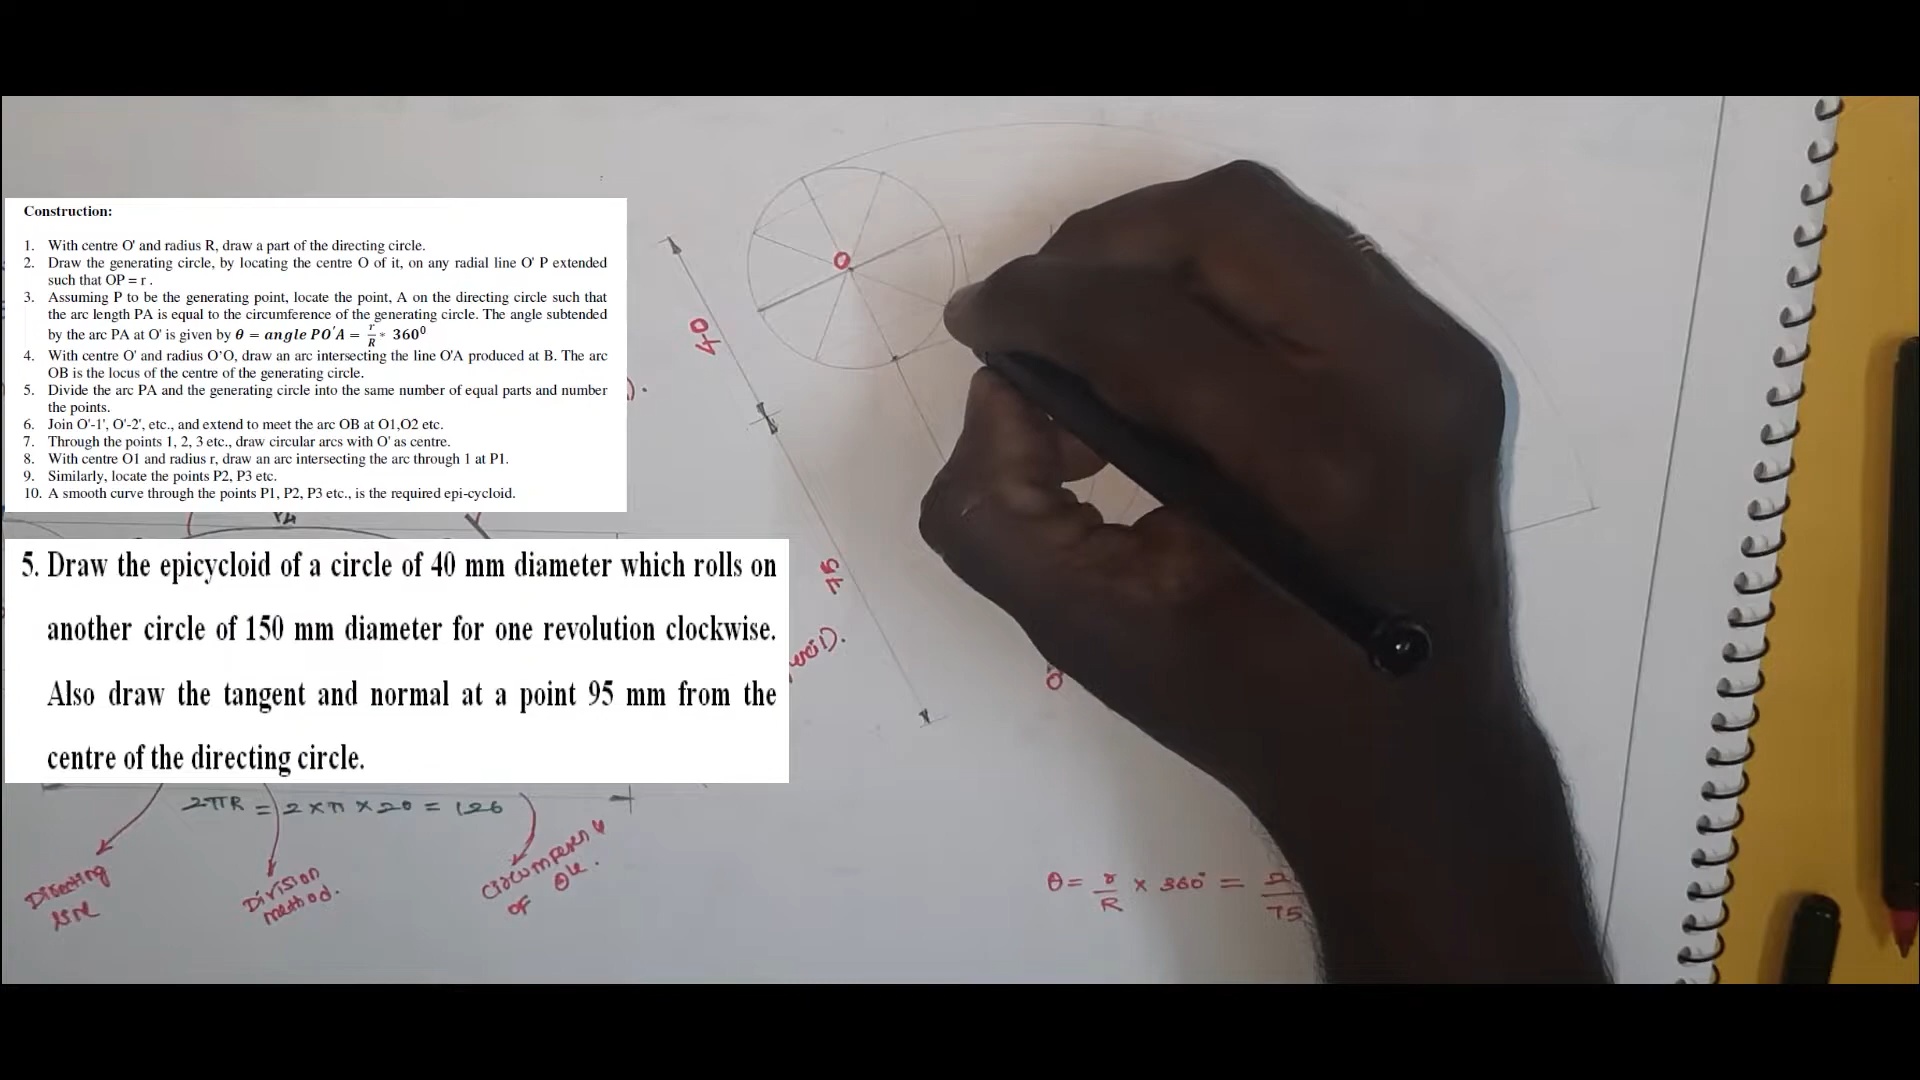 Construction:
1. With centre O' and radius R, draw a part of the directing circle.
2. Draw the generating circle, by locating the centre O of it, on any radial line O' P extended
such that OP = r .
3. Assuming P to be the generating point, locate the point, A on the directing circle such that
the arc length PA is equal to the circumference of the generating circle. The angle subtended
by the arc PA at O' is given by θ = angle PO'A = r/R * 360⁰
4. With centre O' and radius O’O, draw an arc intersecting the line O'A produced at B. The arc
OB is the locus of the centre of the generating circle.
5. Divide the arc PA and the generating circle into the same number of equal parts and number
the points.
6. Join O'-1', O'-2', etc., and extend to meet the arc OB at O1,O2 etc.
7. Through the points 1, 2, 3 etc., draw circular arcs with O' as centre.
8. With centre O1 and radius r, draw an arc intersecting the arc through 1 at P1.
9. Similarly, locate the points P2, P3 etc.
10. A smooth curve through the points P1, P2, P3 etc., is the required epi-cycloid.
5. Draw the epicycloid of a circle of 40 mm diameter which rolls on
another circle of 150 mm diameter for one revolution clockwise.
Also draw the tangent and normal at a point 95 mm from the
centre of the directing circle.
O
40
75
P4
2πR = 2 × π × 20 = 126
Directing
line
Division
method.
of
θ = r/R × 360° =
75